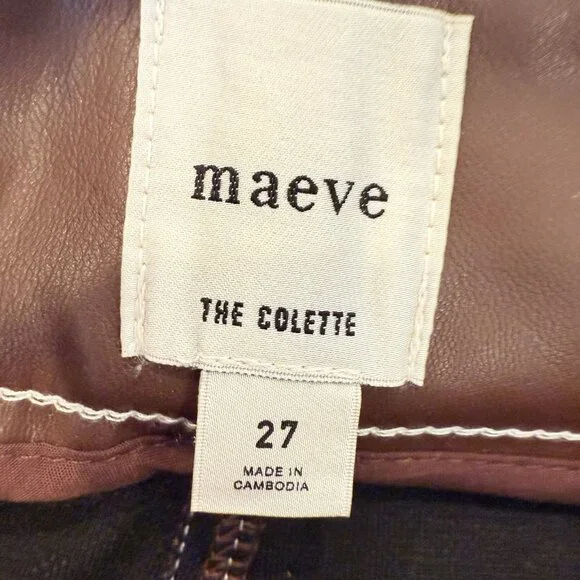 maeve
THE COLETTE
27
MADE IN
CAMBODIA